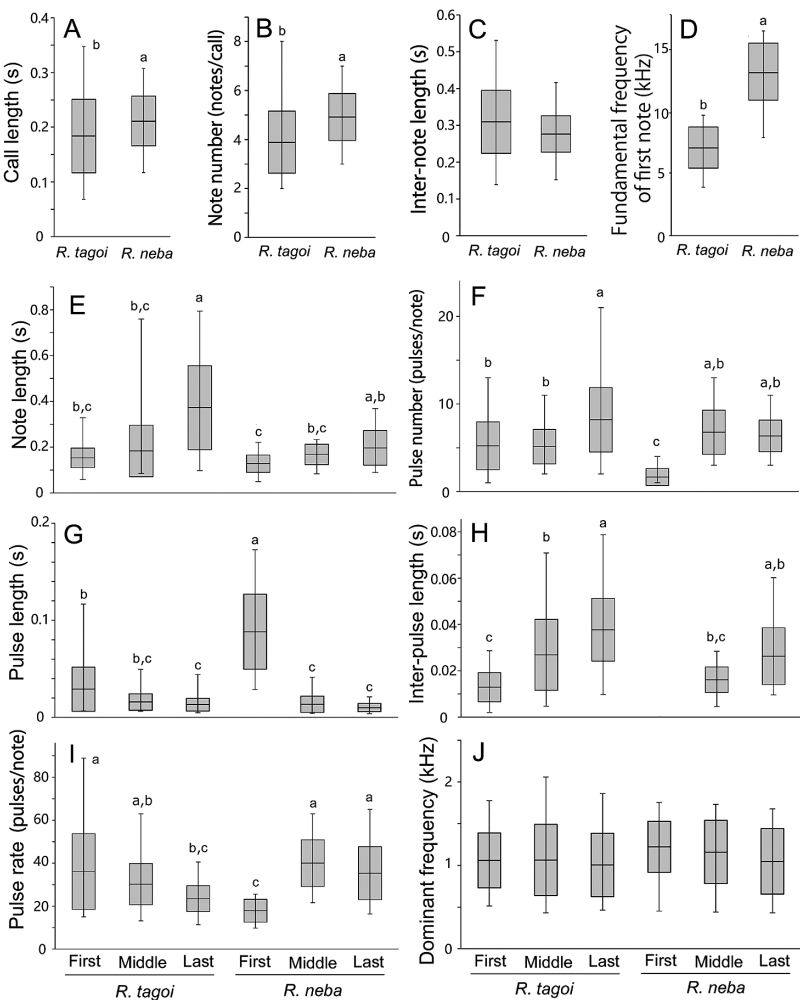 A
Call length (s)
0.4
0.3
0.2
0.1
0
b
a
R. tagoi R. neba
B
Note number (notes/call)
8
6
4
2
0
b
a
R. tagoi R. neba
C
Inter-note length (s)
0.6
0.5
0.4
0.3
0.2
0.1
0
R. tagoi R. neba
D
Fundamental frequency
of first note (kHz)
15
10
5
0
b
a
R. tagoi R. neba
E
Note length (s)
0.8
0.6
0.4
0.2
0
b,c
b,c
a
c
b,c
a,b
F
Pulse number (pulses/note)
20
10
0
b
b
a
c
a,b
a,b
G
Pulse length (s)
0.2
0.1
0
b
b,c
c
a
c
c
H
Inter-pulse length (s)
0.08
0.06
0.04
0.02
0
c
b
a
b,c
a,b
I
Pulse rate (pulses/note)
80
60
40
20
0
a
a,b
b,c
c
a
a
First Middle Last First Middle Last
R. tagoi R. neba
J
Dominant frequency (kHz)
2
1
0
First Middle Last First Middle Last
R. tagoi R. neba